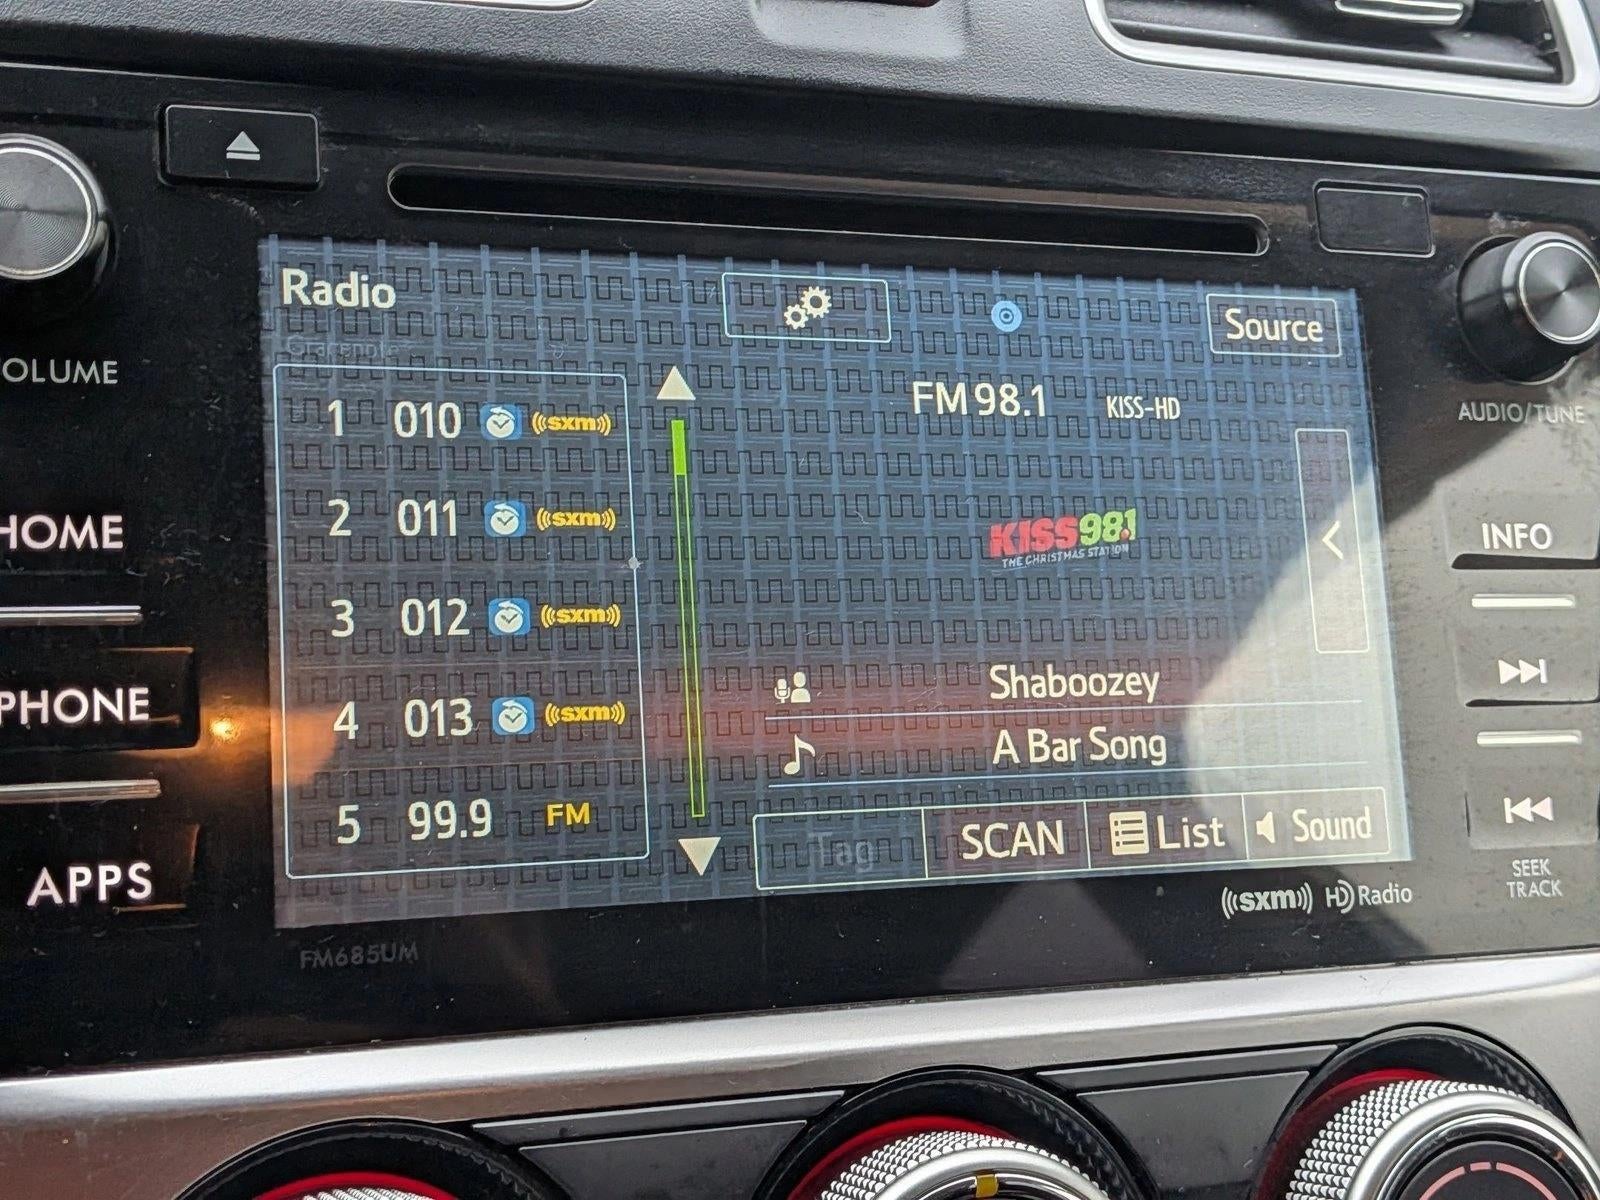 VOLUME
HOME
PHONE
APPS
Radio
Gracenote
Source
1 010 ((sxm))
2 011 ((sxm))
3 012 ((sxm))
4 013 ((sxm))
5 99.9 FM
FM 98.1 KISS-HD
KISS 98.1
THE CHRISTMAS STATION
Shaboozey
A Bar Song
Tag SCAN List Sound
((sxm)) HD Radio
FM685UM
AUDIO/TUNE
INFO
SEEK
TRACK